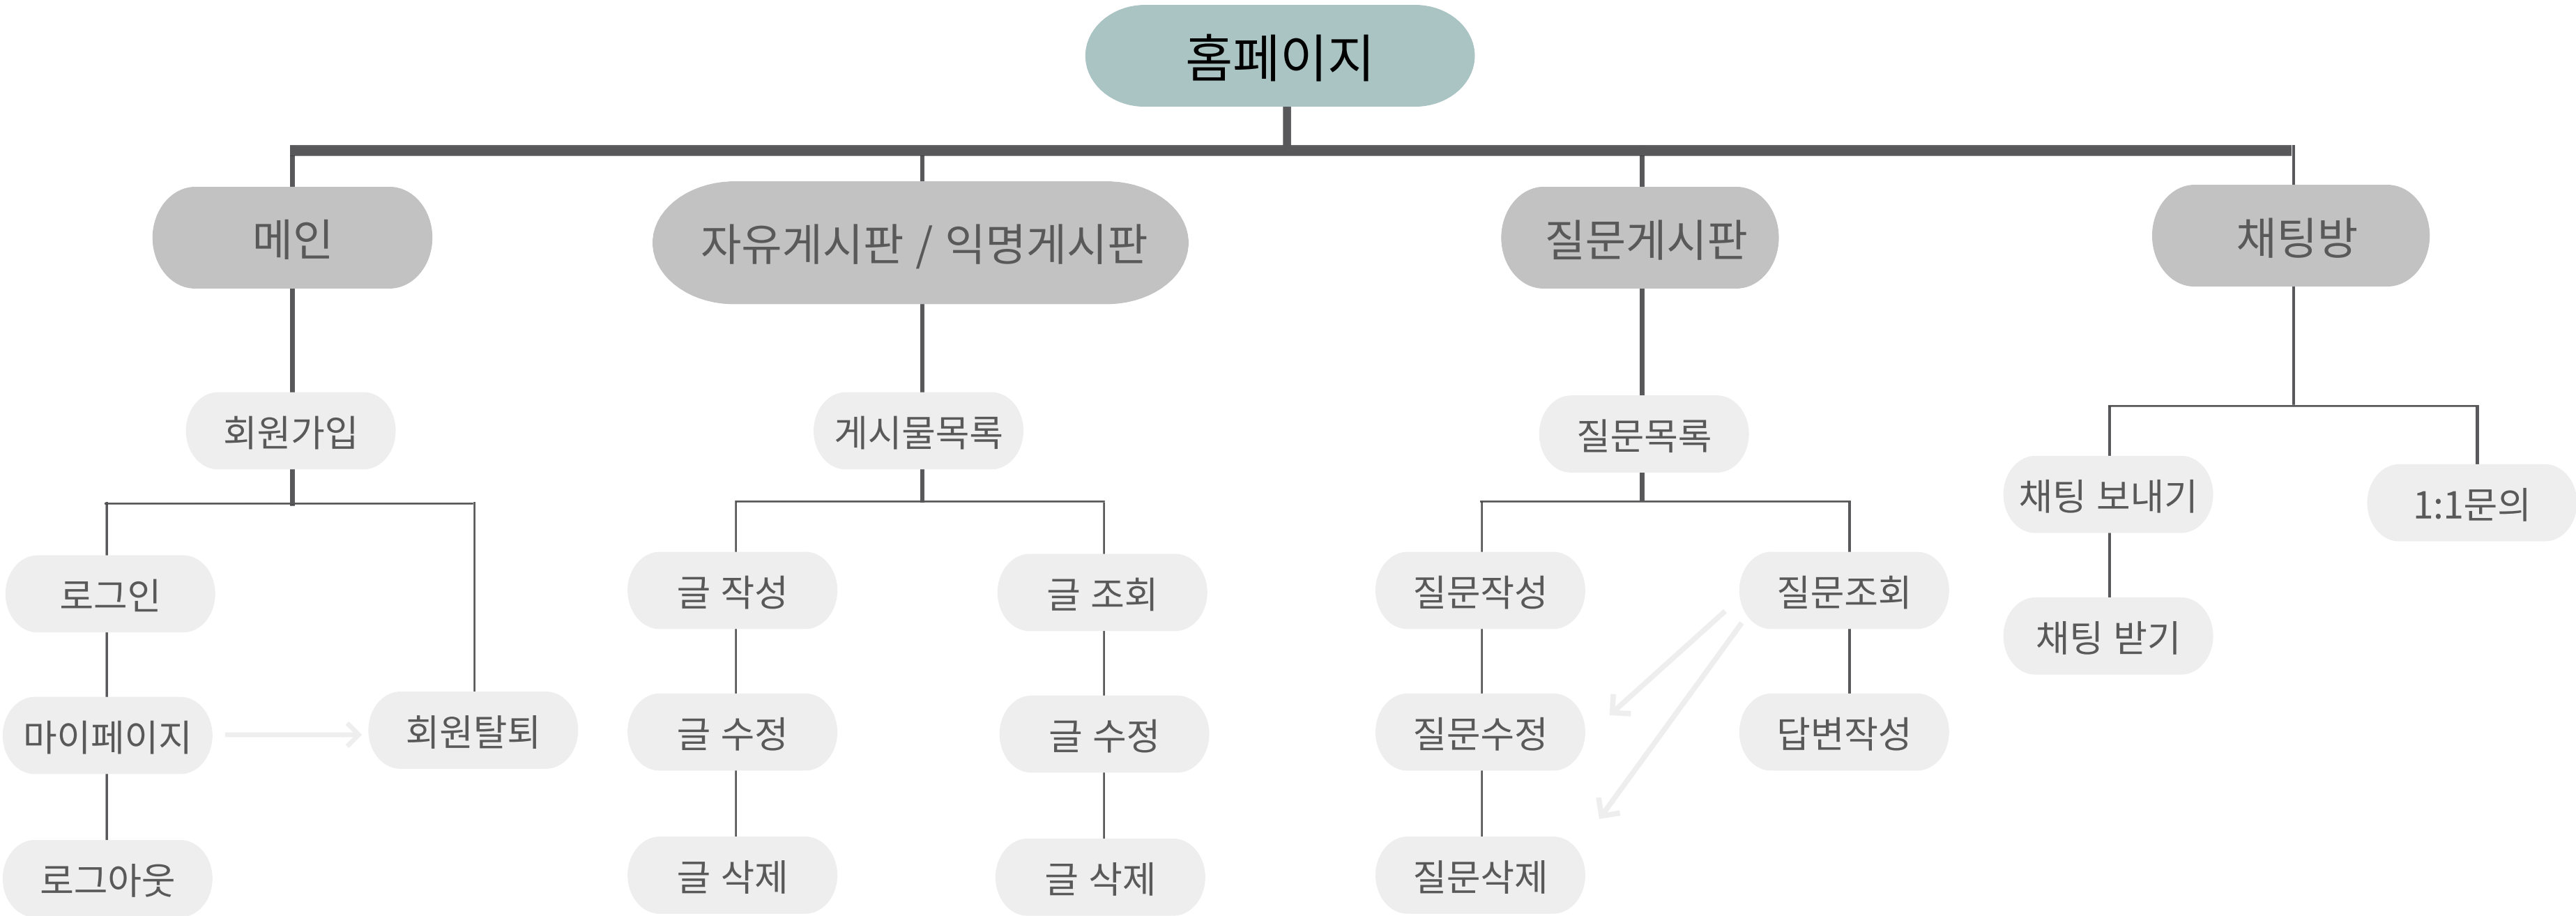 홈페이지
메인
자유게시판 / 익명게시판
질문게시판
채팅방
회원가입
게시물목록
질문목록
채팅 보내기
1:1문의
로그인
글 작성
글 조회
질문작성
질문조회
채팅 받기
마이페이지
회원탈퇴
글 수정
글 수정
질문수정
답변작성
로그아웃
글 삭제
글 삭제
질문삭제